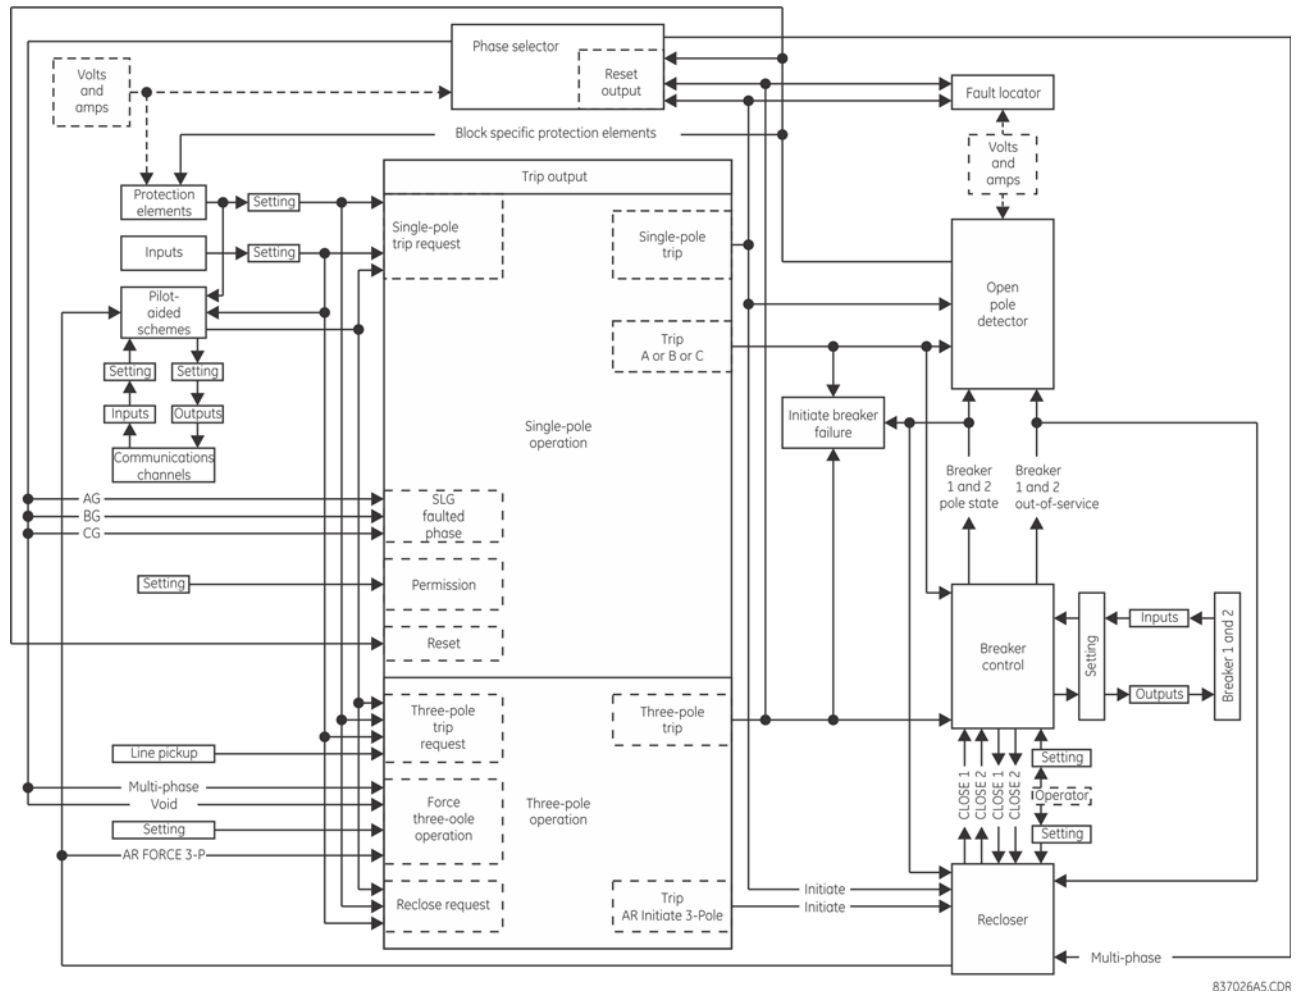 Phase selector
Reset
output
Volts
and
amps
Fault locator
Block specific protection elements
Volts
and
amps
Trip output
Protection
elements
Setting
Single-pole
trip request
Single-pole
trip
Inputs
Setting
Open
pole
detector
Pilot-
aided
schemes
Trip
A or B or C
Setting
Setting
Inputs
Outputs
Initiate breaker
failure
Single-pole
operation
Communications
channels
Breaker
1 and 2
pole state
Breaker
1 and 2
out-of-service
AG
BG
CG
SLG
faulted
phase
Setting
Permission
Reset
Breaker
control
Setting
Inputs
Outputs
Breaker 1 and 2
Three-pole
trip
request
Three-pole
trip
Line pickup
Setting
Operator
Setting
CLOSE 1
CLOSE 2
CLOSE 1
CLOSE 2
Multi-phase
Void
Setting
AR FORCE 3-P
Force
three-oole
operation
Three-pole
operation
Reclose request
Trip
AR Initiate 3-Pole
Initiate
Initiate
Recloser
Multi-phase
837026A5.CDR